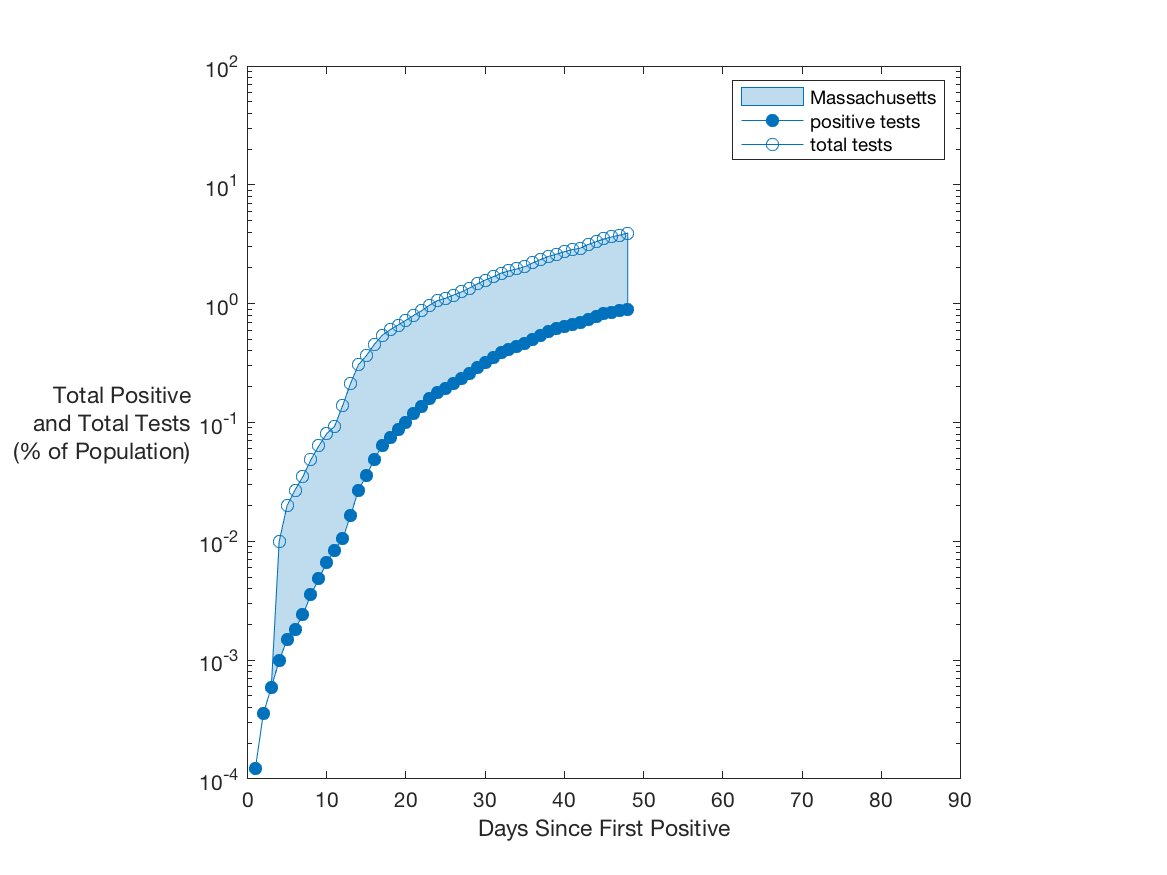 10^2
10^1
10^0
10^-1
10^-2
10^-3
10^-4
Total Positive
and Total Tests
(% of Population)
Massachusetts
positive tests
total tests
0 10 20 30 40 50 60 70 80 90
Days Since First Positive